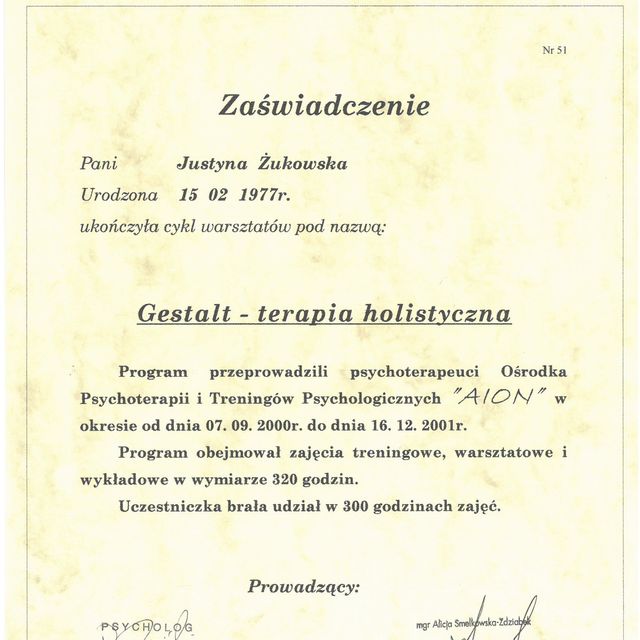 Nr 51
Zaświadczenie
Pani Justyna Żukowska
Urodzona 15 02 1977r.
ukończyła cykl warsztatów pod nazwą:
Gestalt - terapia holistyczna
Program przeprowadzili psychoterapeuci Ośrodka
Psychoterapii i Treningów Psychologicznych "AION" w
okresie od dnia 07. 09. 2000r. do dnia 16. 12. 2001r.
Program obejmował zajęcia treningowe, warsztatowe i
wykładowe w wymiarze 320 godzin.
Uczestniczka brała udział w 300 godzinach zajęć.
Prowadzący:
PSYCHOLOG
mgr Alicja Smelkowska-Zdziabek